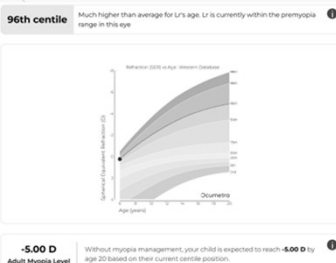 96th centile
Much higher than average for Lr's age. Lr is currently within the premyopia
range in this eye
Refraction (SER) vs Age: Western Database
Spherical Equivalent Refraction (D)
Ocumetra
Age (years)
-5.00 D
Adult Myopia Level
Without myopia management, your child is expected to reach -5.00 D by
age 20 based on their current centile position.